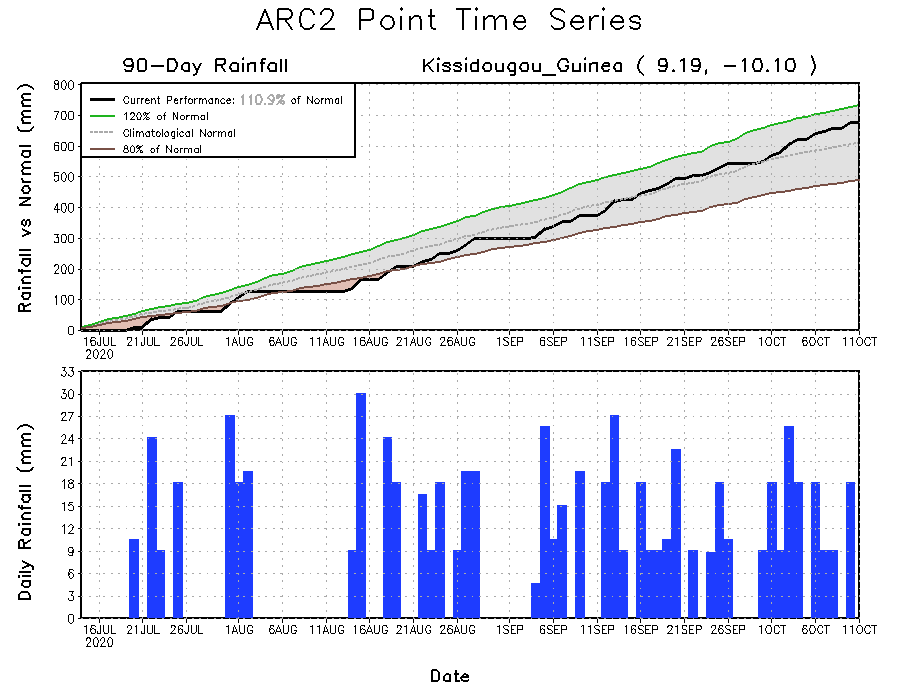 ARC2 Point Time Series
90-Day Rainfall
Kissidougou_Guinea ( 9.19, -10.10 )
Rainfall vs Normal (mm)
800
700
600
500
400
300
200
100
0
Current Performance: 110.9% of Normal
120% of Normal
Climatological Normal
80% of Normal
16JUL 21JUL 26JUL 1AUG 6AUG 11AUG 16AUG 21AUG 26AUG 1SEP 6SEP 11SEP 16SEP 21SEP 26SEP 1OCT 6OCT 11OCT
2020
Daily Rainfall (mm)
33
30
27
24
21
18
15
12
9
6
3
0
16JUL 21JUL 26JUL 1AUG 6AUG 11AUG 16AUG 21AUG 26AUG 1SEP 6SEP 11SEP 16SEP 21SEP 26SEP 1OCT 6OCT 11OCT
2020
Date